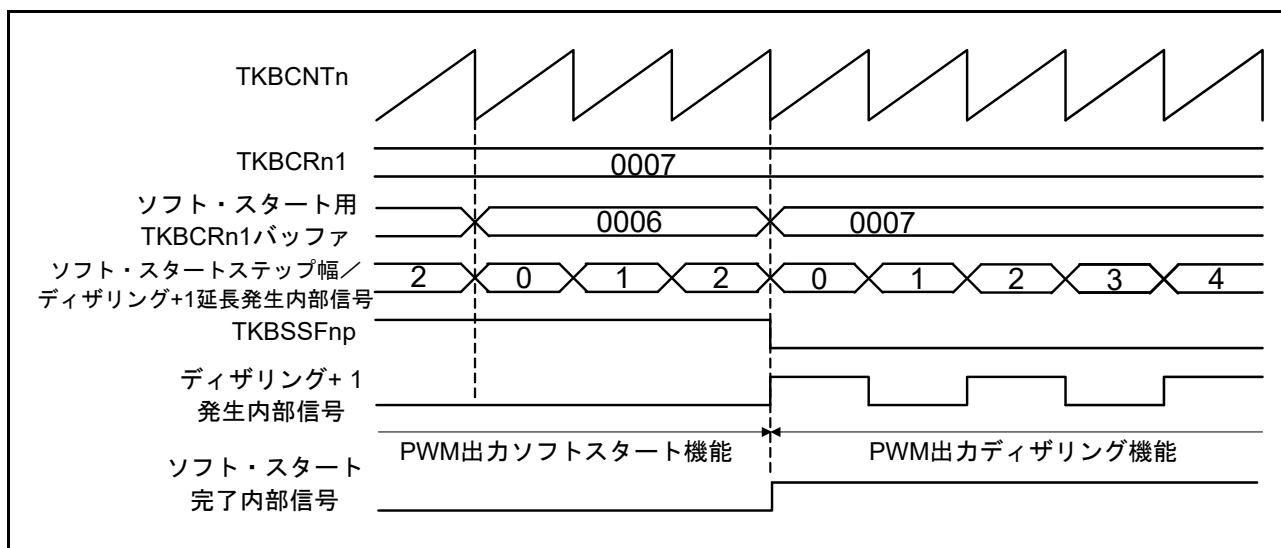 TKBCNTn
TKBCRn1
0007
ソフト・スタート用
TKBCRn1バッファ
0006
0007
ソフト・スタートステップ幅／
ディザリング+1延長発生内部信号
2
0
1
2
0
1
2
3
4
TKBSSFnp
ディザリング+ 1
発生内部信号
PWM出力ソフトスタート機能
PWM出力ディザリング機能
ソフト・スタート
完了内部信号